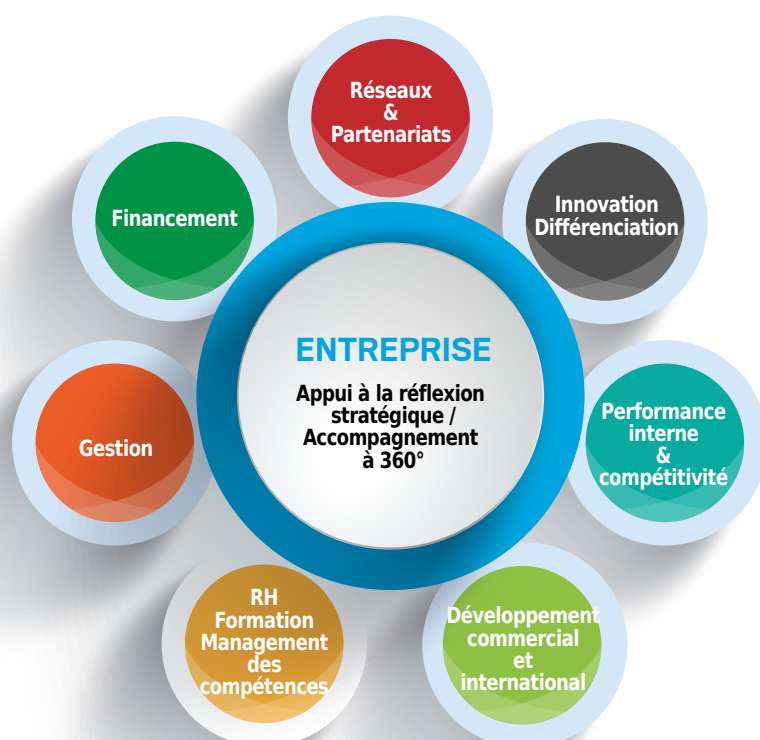 Réseaux
&
Partenariats
Financement
Innovation
Différenciation
ENTREPRISE
Appui à la réflexion
stratégique /
Accompagnement
à 360°
Gestion
Performance
interne
&
compétitivité
RH
Formation
Management
des
compétences
Développement
commercial
et
international